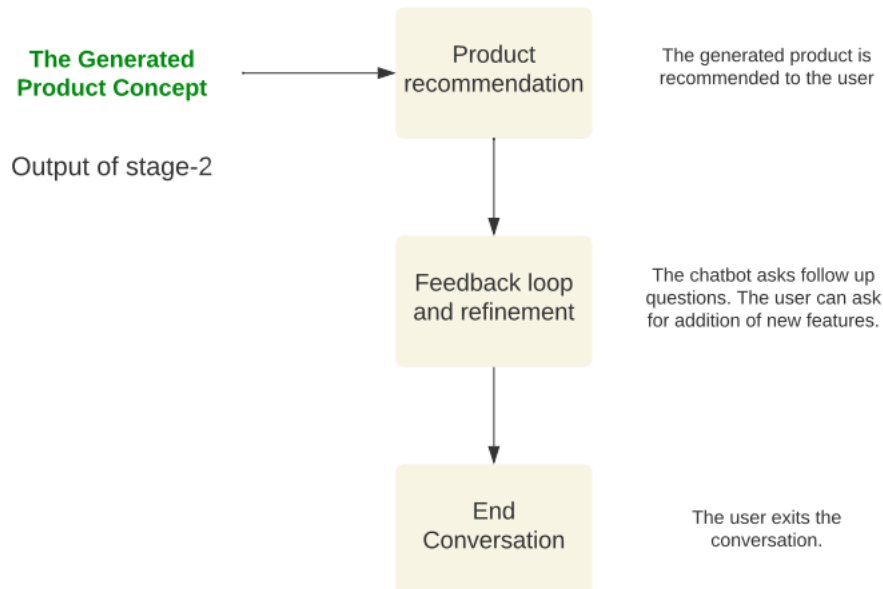 The Generated
Product Concept
Output of stage-2
Product
recommendation
The generated product is
recommended to the user
Feedback loop
and refinement
The chatbot asks follow up
questions. The user can ask
for addition of new features.
End
Conversation
The user exits the
conversation.